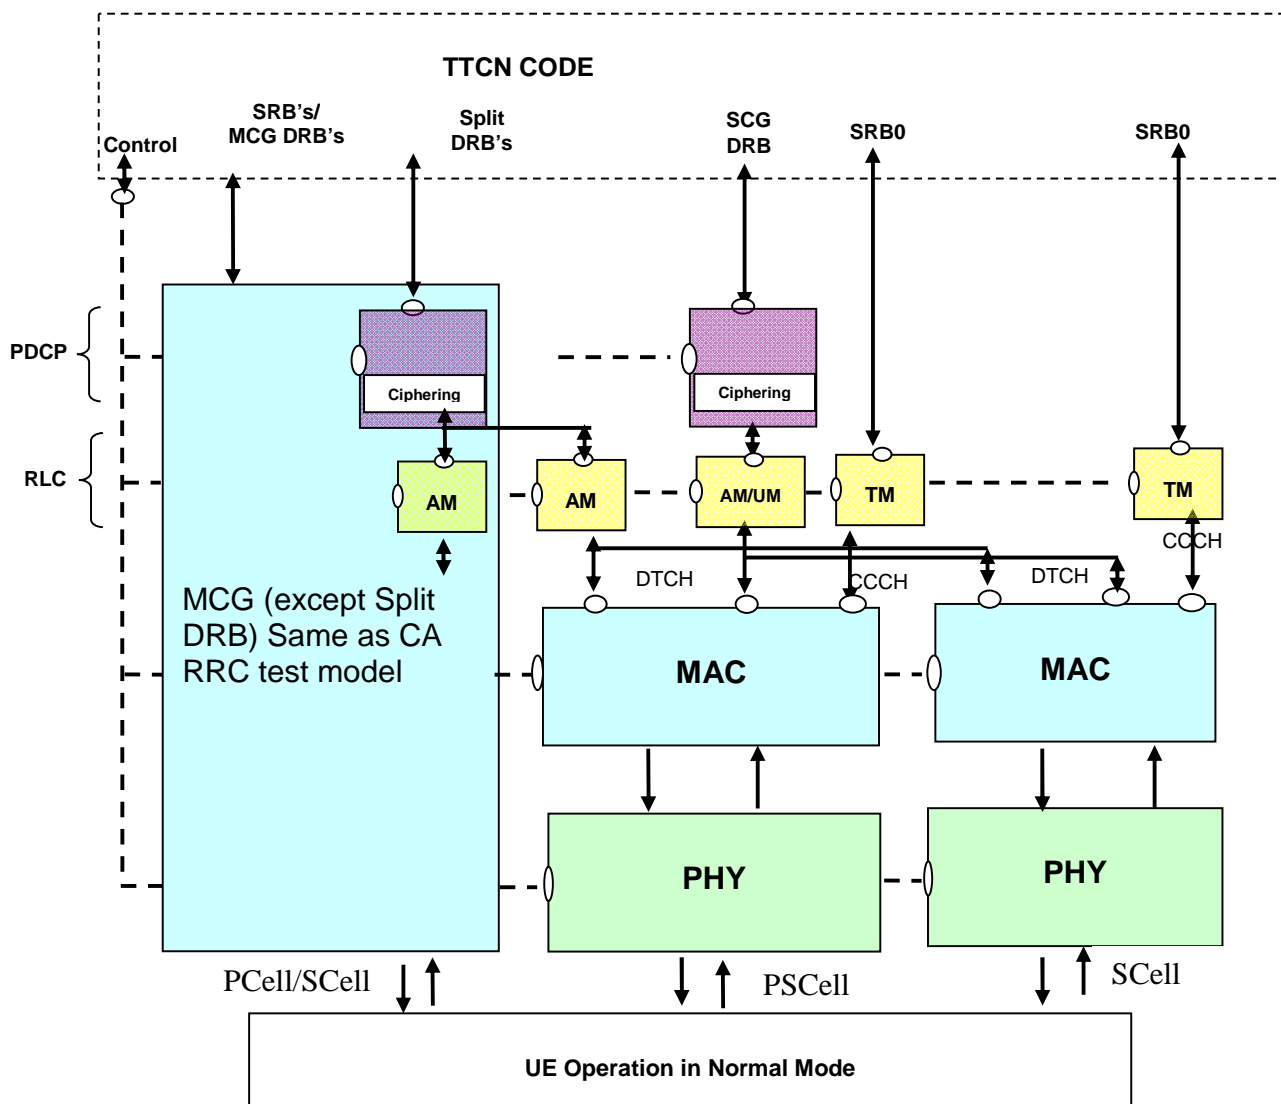 TTCN CODE
Control
SRB's/
MCG DRB's
Split
DRB's
SCG
DRB
SRB0
SRB0
PDCP
Ciphering
Ciphering
RLC
AM
AM
AM/UM
TM
TM
DTCH
CCCH
DTCH
CCCH
MCG (except Split
DRB) Same as CA
RRC test model
MAC
MAC
PHY
PHY
PCell/SCell
PSCell
SCell
UE Operation in Normal Mode